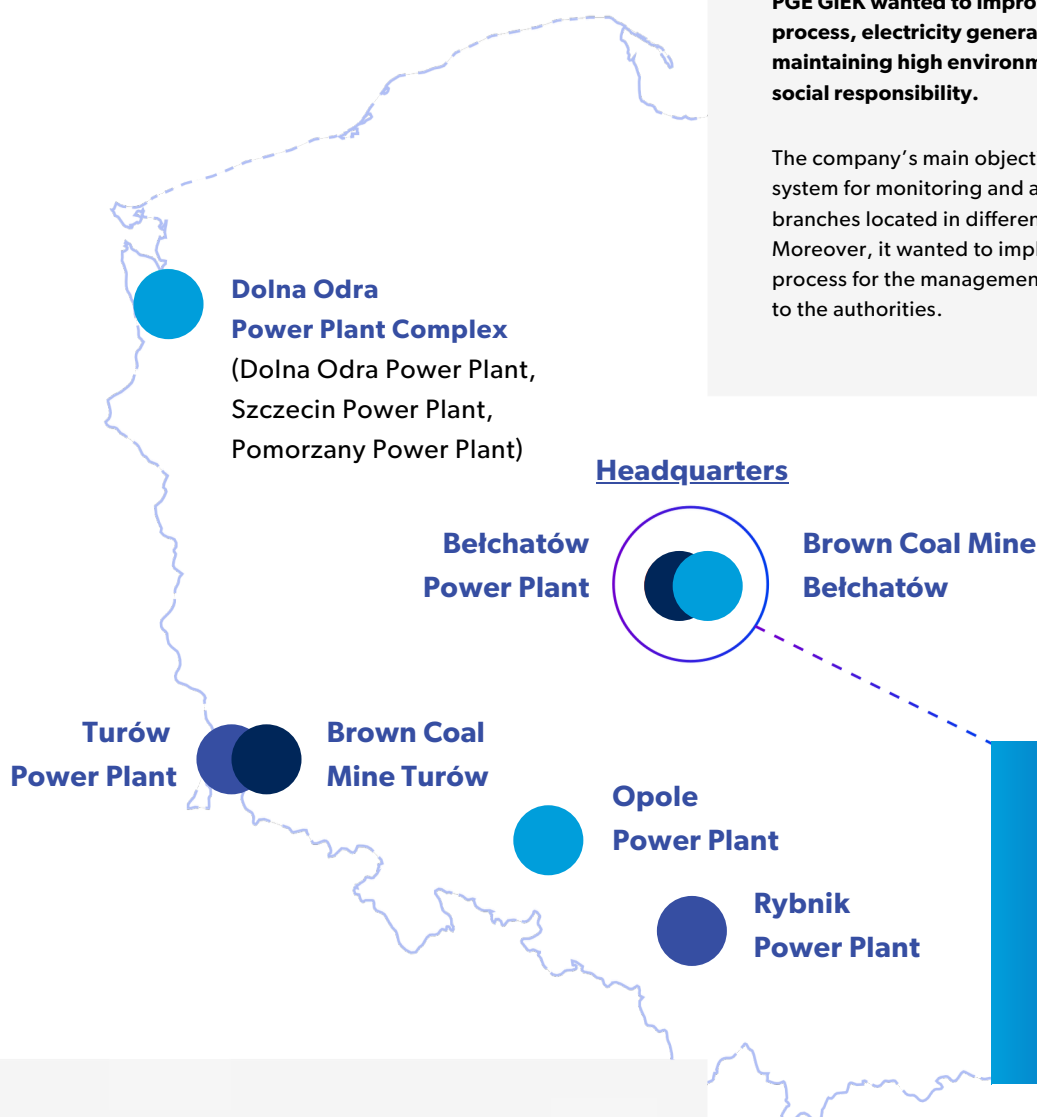 PGE GiEK wanted to impro
process, electricity genera
maintaining high environm
social responsibility.
The company's main object
system for monitoring and a
branches located in differen
Moreover, it wanted to impl
process for the managemen
to the authorities.
Dolna Odra
Power Plant Complex
(Dolna Odra Power Plant,
Szczecin Power Plant,
Pomorzany Power Plant)
Headquarters
Bełchatów
Power Plant
Brown Coal Mine
Bełchatów
Turów
Power Plant
Brown Coal
Mine Turów
Opole
Power Plant
Rybnik
Power Plant